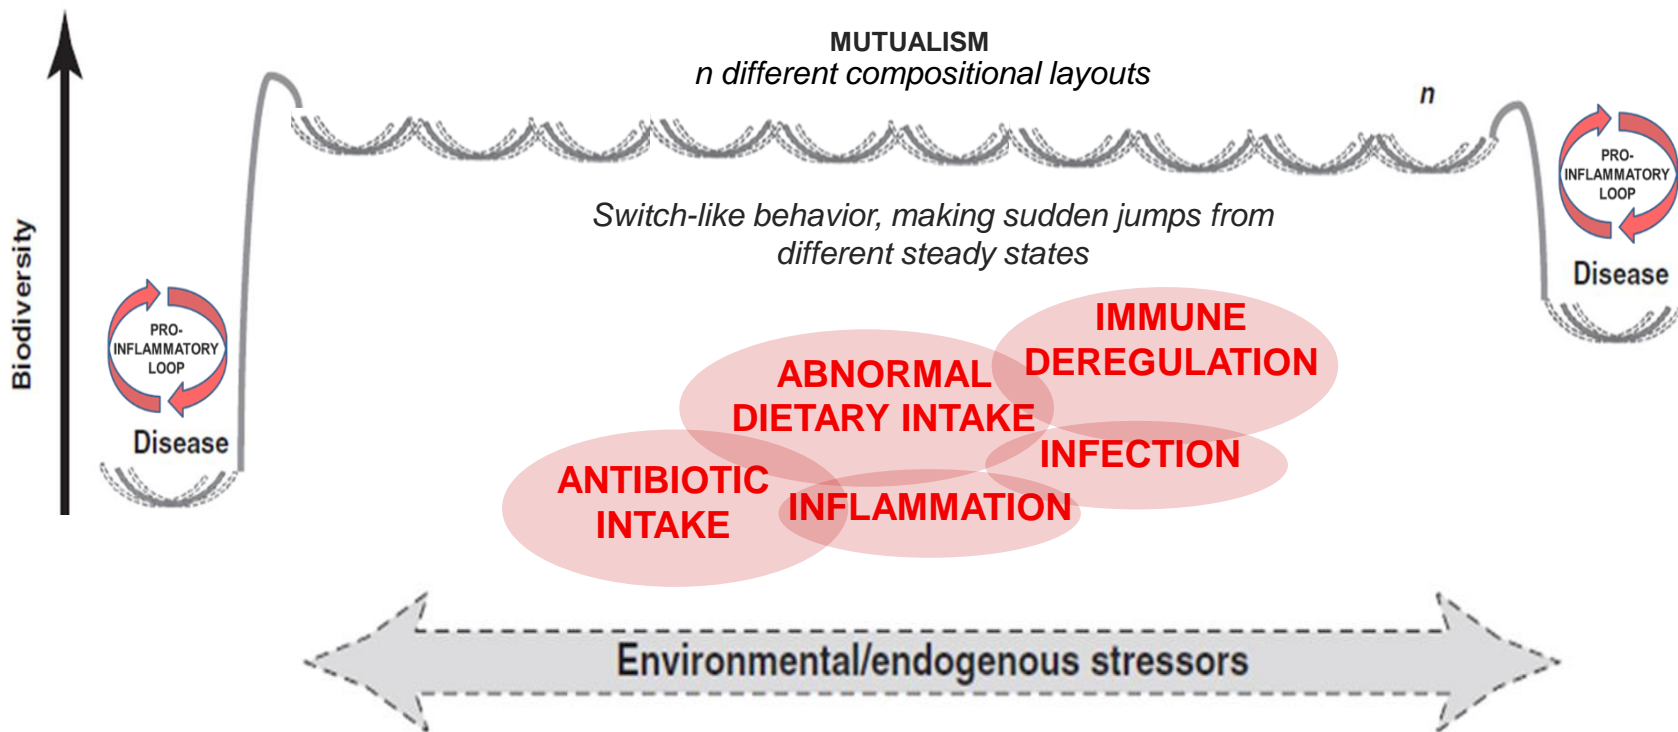 MUTUALISM
n different compositional layouts
n
Biodiversity
PRO-
INFLAMMATORY
LOOP
Disease
PRO-
INFLAMMATORY
LOOP
Disease
Switch-like behavior, making sudden jumps from
different steady states
IMMUNE
DEREGULATION
ABNORMAL
DIETARY INTAKE
INFECTION
ANTIBIOTIC
INTAKE
INFLAMMATION
Environmental/endogenous stressors